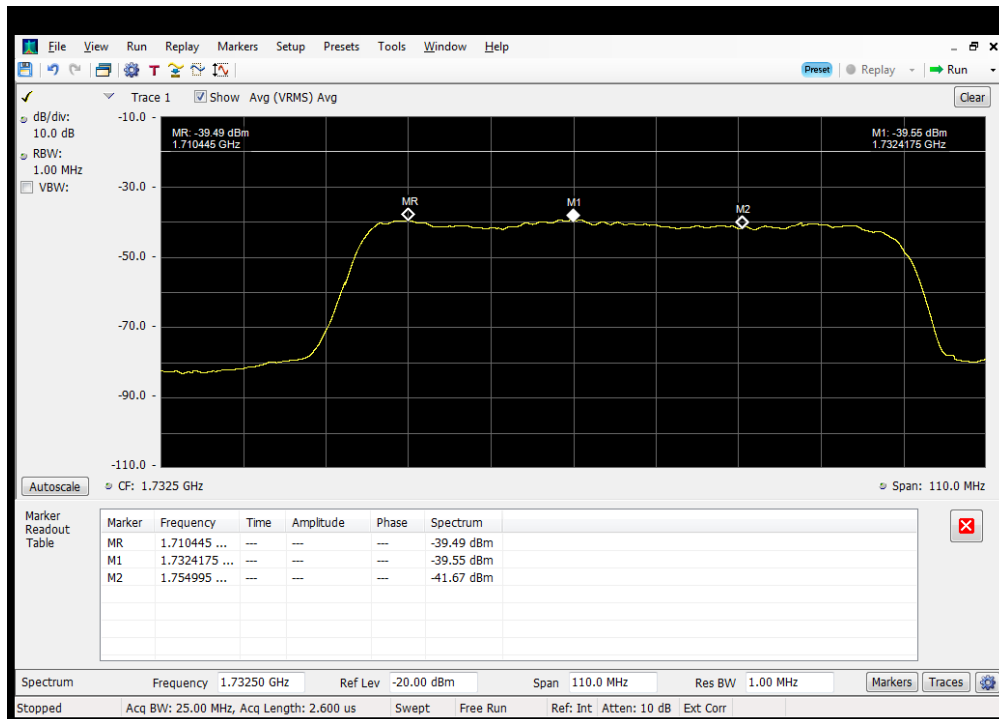 File View Run Replay Markers Setup Presets Tools Window Help
T Preset Replay Run
Trace 1 Show Avg (VRMS) Avg Clear
dB/div:
10.0 dB
RBW:
1.00 MHz
VBW:
-10.0 -
-30.0 -
-50.0 -
-70.0 -
-90.0 -
-110.0 -
MR: -39.49 dBm
1.710445 GHz
M1: -39.55 dBm
1.7324175 GHz
MR
M1
M2
Autoscale CF: 1.7325 GHz Span: 110.0 MHz
Marker
Readout
Table
Marker Frequency Time Amplitude Phase Spectrum
MR 1.710445 ... --- --- --- -39.49 dBm
M1 1.7324175 ... --- --- --- -39.55 dBm
M2 1.754995 ... --- --- --- -41.67 dBm
Spectrum Frequency 1.73250 GHz Ref Lev -20.00 dBm Span 110.0 MHz Res BW 1.00 MHz Markers Traces
Stopped Acq BW: 25.00 MHz, Acq Length: 2.600 us Swept Free Run Ref: Int Atten: 10 dB Ext Corr